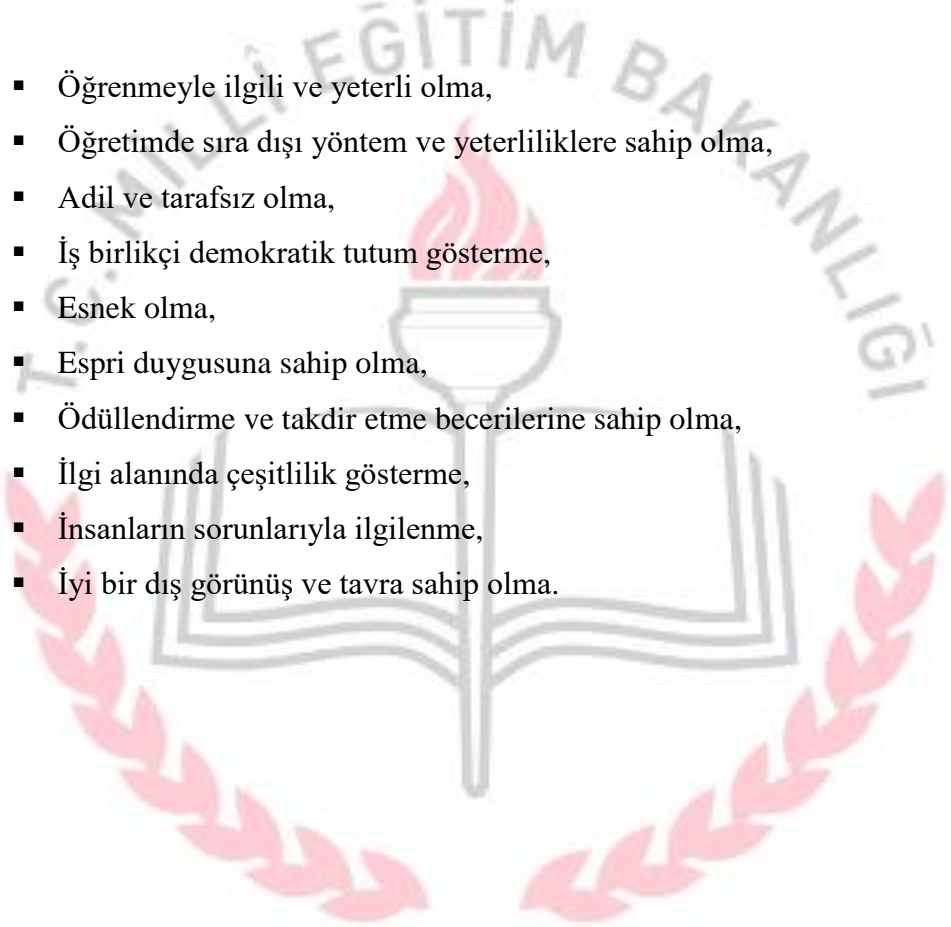 T.C. MİLLÎ EĞİTİM BAKANLIĞI
▪ Öğrenmeyle ilgili ve yeterli olma,
▪ Öğretimde sıra dışı yöntem ve yeterliliklere sahip olma,
▪ Adil ve tarafsız olma,
▪ İş birlikçi demokratik tutum gösterme,
▪ Esnek olma,
▪ Espri duygusuna sahip olma,
▪ Ödüllendirme ve takdir etme becerilerine sahip olma,
▪ İlgi alanında çeşitlilik gösterme,
▪ İnsanların sorunlarıyla ilgilenme,
▪ İyi bir dış görünüş ve tavra sahip olma.